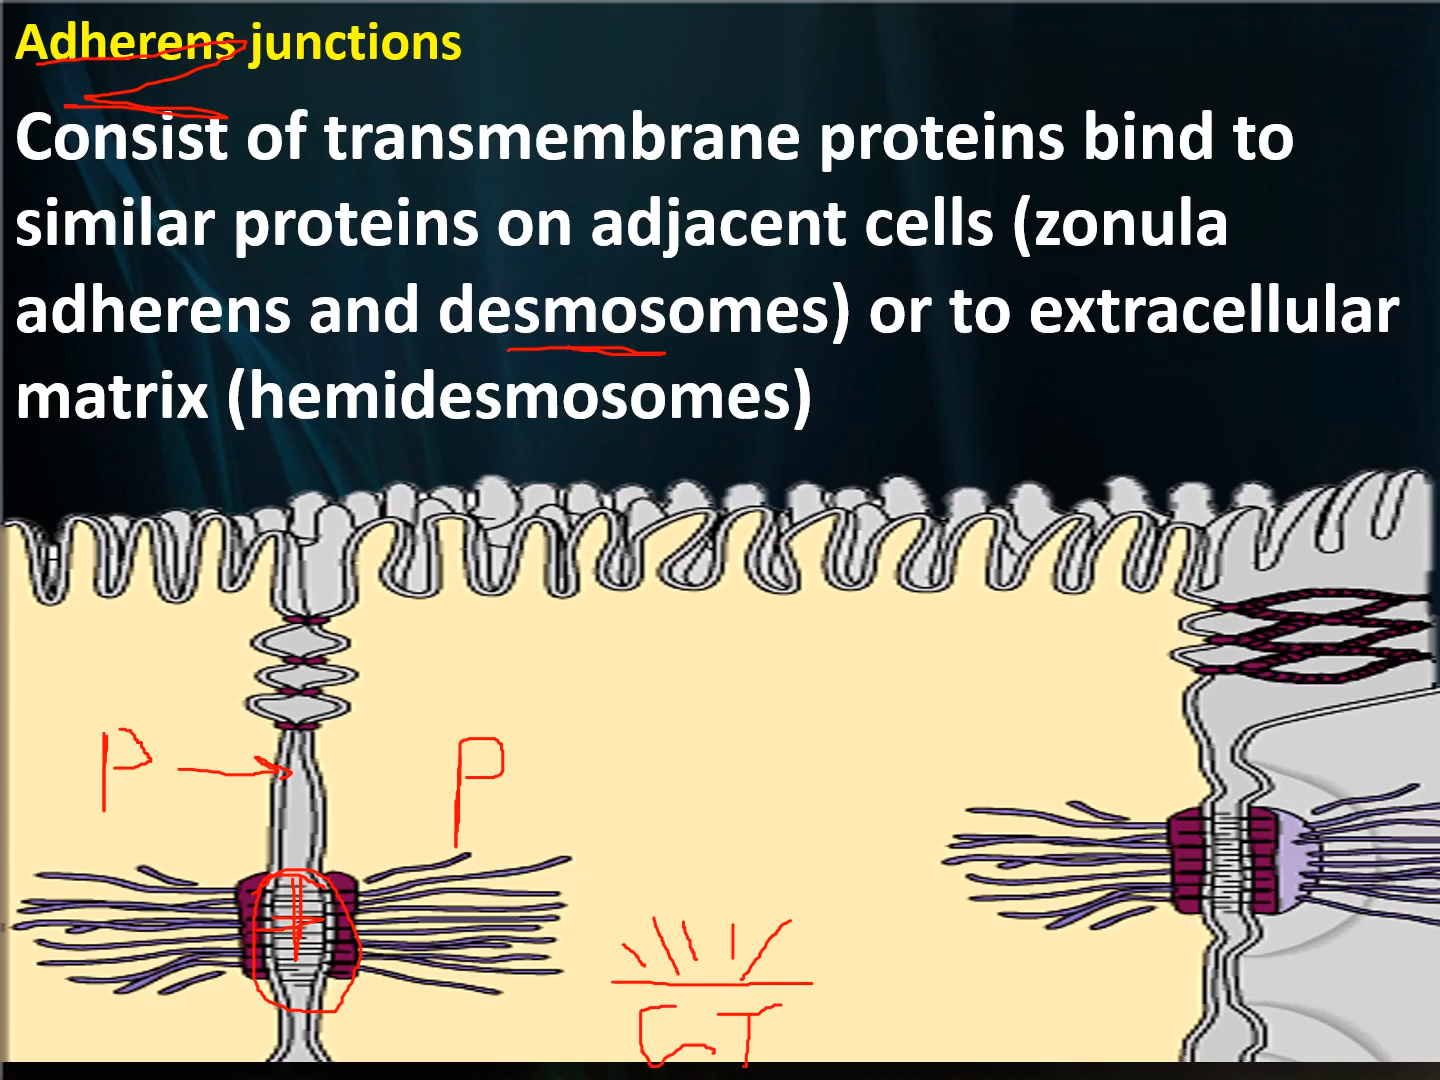 Adherens junctions
Consist of transmembrane proteins bind to
similar proteins on adjacent cells (zonula
adherens and desmosomes) or to extracellular
matrix (hemidesmosomes)
P
P